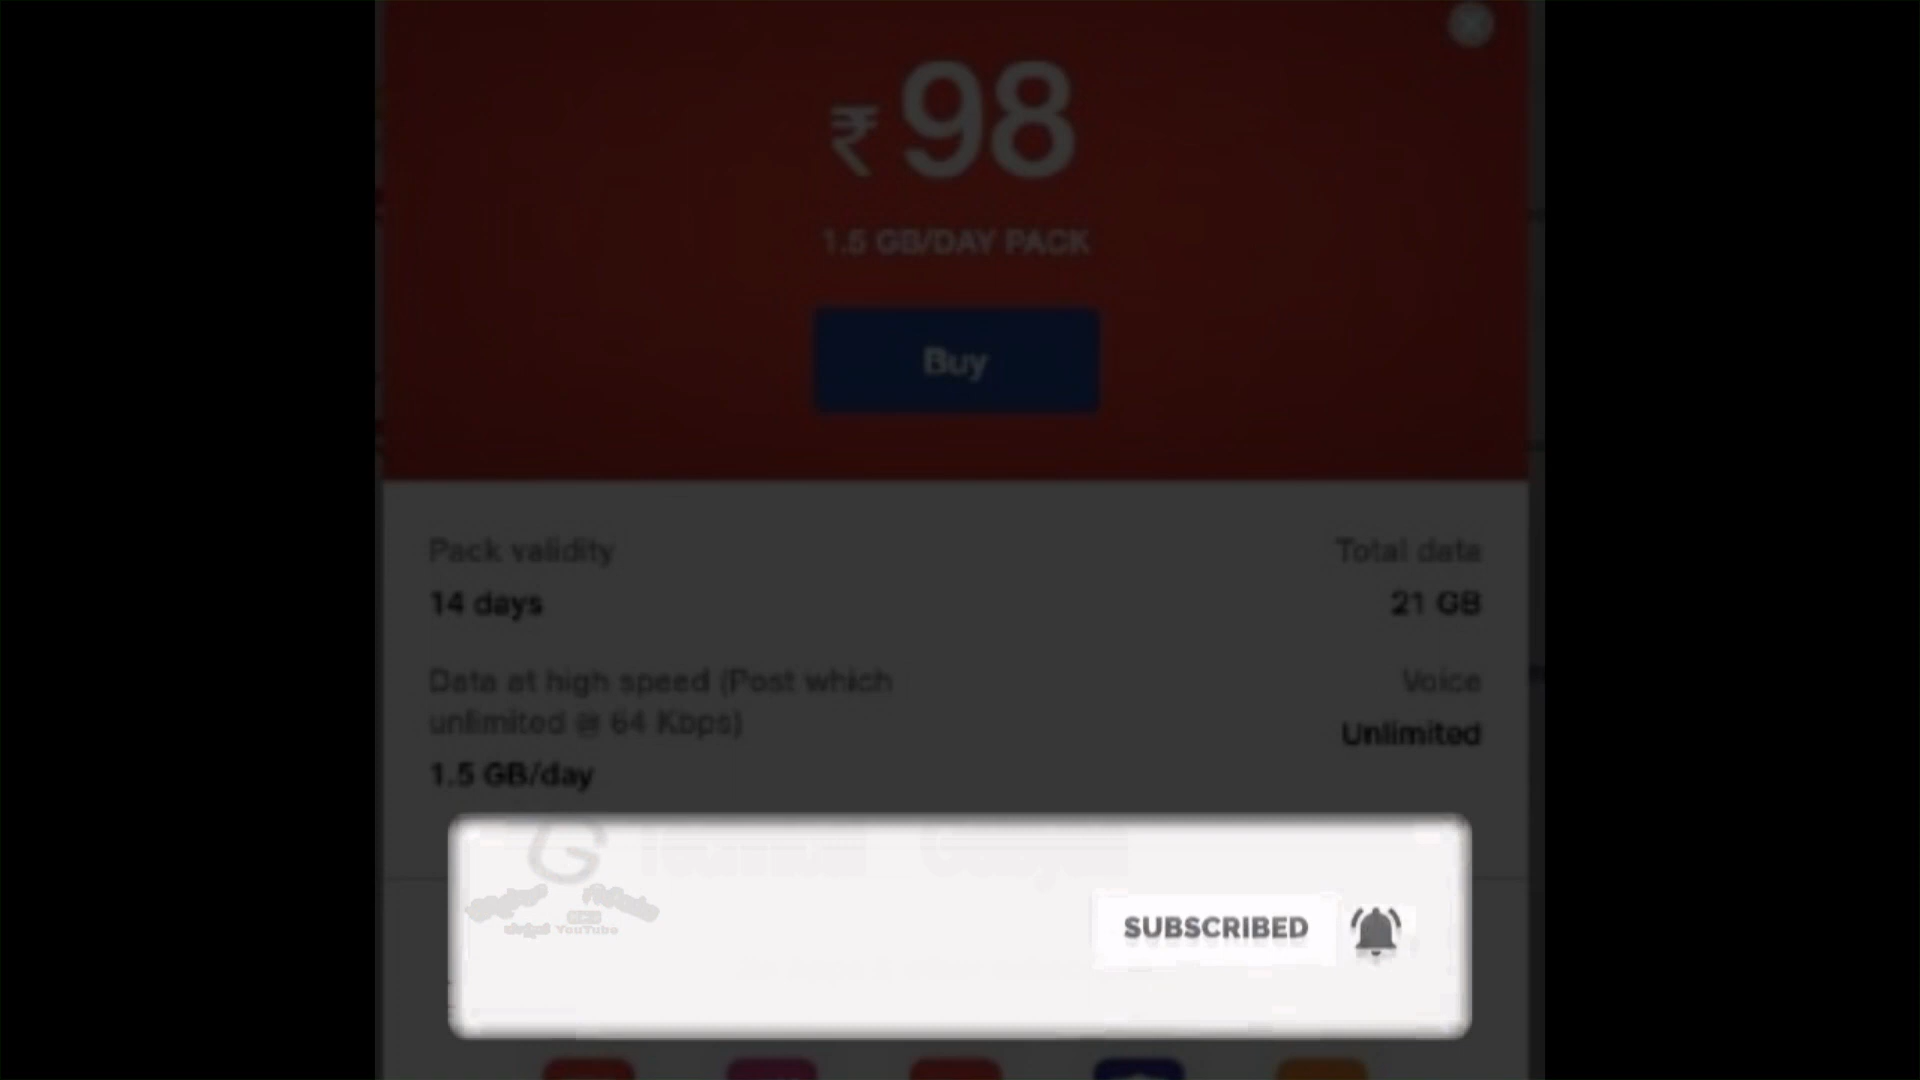 ₹98
1.5 GB/DAY PACK
Buy
Pack validity
Total data
14 days
21 GB
Data at high speed (Post which
unlimited @ 64 Kbps)
Voice
Unlimited
1.5 GB/day
G
YouTube
SUBSCRIBED